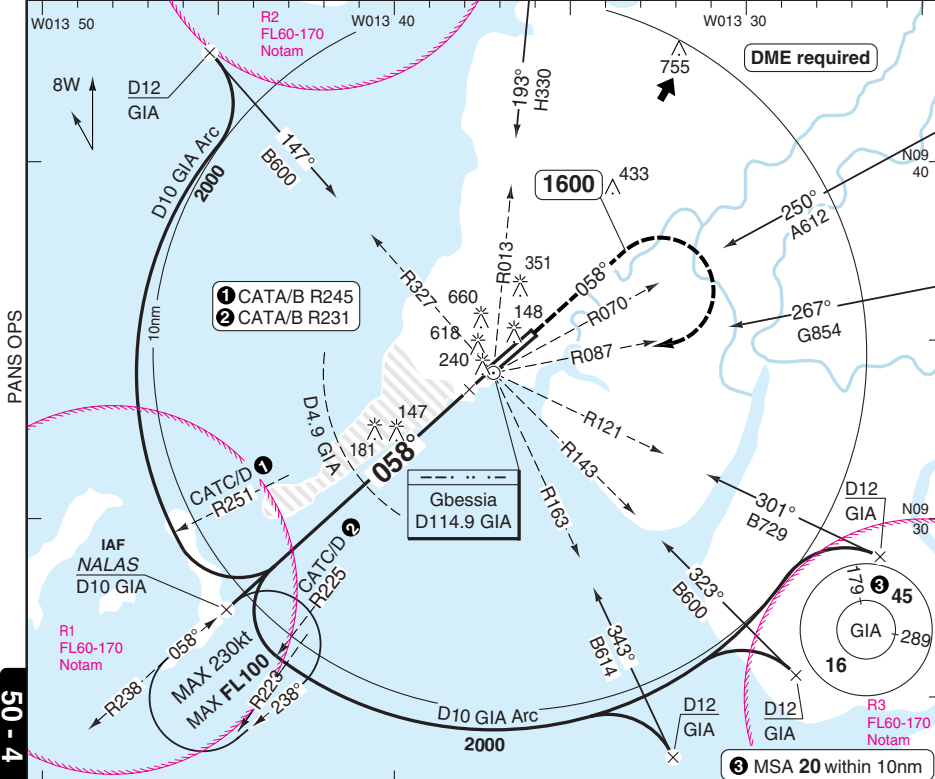 W013 50
R2
FL60-170
Notam
W013 40
W013 30
DME required
755
8W
D12
GIA
193°
H330
147°
B600
D10 GIA Arc
2000
N09
40
433
1600
250°
A612
R013
R327
351
058°
R070
660
148
618
240
R087
267°
G854
❶ CATA/B R245
❷ CATA/B R231
10nm
PANS OPS
D4.9 GIA
147
181
058°
R121
R143
R163
Gbessia
D114.9 GIA
CATC/D ❶
R251
CATC/D ❷
R225
301°
B729
D12
GIA
N09
30
IAF
NALAS
D10 GIA
323°
B600
179
❸ 45
GIA
289
16
R1
FL60-170
Notam
058°
R238
MAX 230kt
MAX FL100
R223
238°
343°
B614
D10 GIA Arc
2000
D12
GIA
D12
GIA
R3
FL60-170
Notam
50 - 4
❸ MSA 20 within 10nm